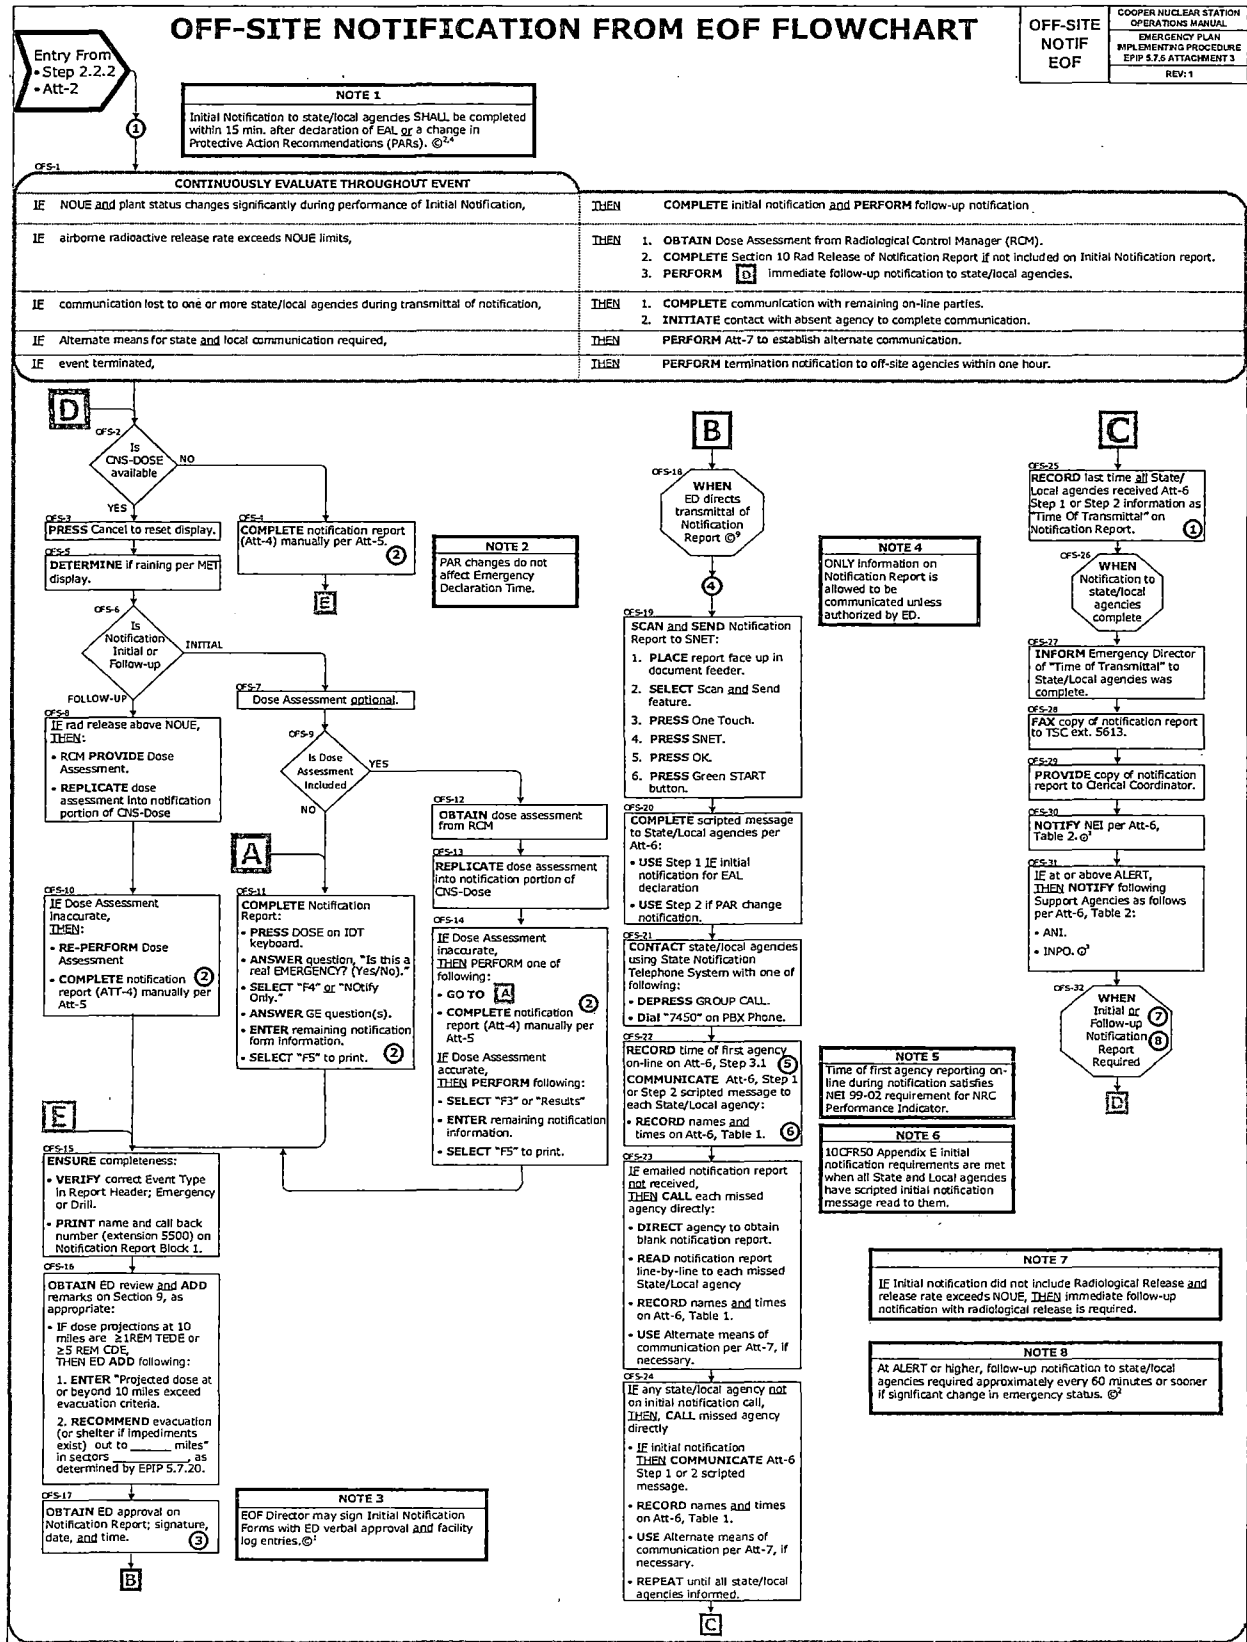 OFF-SITE NOTIFICATION FROM EOF FLOWCHART
OFF-SITE
NOTIF
EOF
COOPER NUCLEAR STATION
OPERATIONS MANUAL
EMERGENCY PLAN
IMPLEMENTING PROCEDURE
EPIP 5.7.6 ATTACHMENT 3
REV: 1
Entry From
• Step 2.2.2
• Att-2
1
NOTE 1
Initial Notification to state/local agencies SHALL be completed
within 15 min. after declaration of EAL or a change in
Protective Action Recommendations (PARs). ©2,4
OFS-1
CONTINUOUSLY EVALUATE THROUGHOUT EVENT
IF NOUE and plant status changes significantly during performance of Initial Notification,
THEN COMPLETE initial notification and PERFORM follow-up notification
IF airborne radioactive release rate exceeds NOUE limits,
THEN 1. OBTAIN Dose Assessment from Radiological Control Manager (RCM).
2. COMPLETE Section 10 Rad Release of Notification Report if not included on Initial Notification report.
3. PERFORM D immediate follow-up notification to state/local agencies.
IF communication lost to one or more state/local agencies during transmittal of notification,
THEN 1. COMPLETE communication with remaining on-line parties.
2. INITIATE contact with absent agency to complete communication.
IF Alternate means for state and local communication required,
THEN PERFORM Att-7 to establish alternate communication.
IF event terminated,
THEN PERFORM termination notification to off-site agencies within one hour.
D
OFS-2
Is
CNS-DOSE
available
NO
YES
OFS-3
PRESS Cancel to reset display.
OFS-4
COMPLETE notification report
(Att-4) manually per Att-5.
2
E
OFS-5
DETERMINE if raining per MET
display.
OFS-6
Is
Notification
Initial or
Follow-up
INITIAL
FOLLOW-UP
OFS-7
Dose Assessment optional.
OFS-8
IF rad release above NOUE,
THEN:
• RCM PROVIDE Dose
Assessment.
• REPLICATE dose
assessment into notification
portion of CNS-Dose
OFS-9
Is Dose
Assessment
Included
YES
NO
A
OFS-10
IF Dose Assessment
inaccurate,
THEN:
• RE-PERFORM Dose
Assessment
• COMPLETE notification 2
report (ATT-4) manually per
Att-5
OFS-11
COMPLETE Notification
Report:
• PRESS DOSE on IDT
keyboard.
• ANSWER question, "Is this a
real EMERGENCY? (Yes/No)."
• SELECT "F4" or "NOtify
Only."
• ANSWER GE question(s).
• ENTER remaining notification
form information.
• SELECT "F5" to print. 2
NOTE 2
PAR changes do not
affect Emergency
Declaration Time.
OFS-12
OBTAIN dose assessment
from RCM
OFS-13
REPLICATE dose assessment
into notification portion of
CNS-Dose
OFS-14
IF Dose Assessment
inaccurate,
THEN PERFORM one of
following:
• GO TO A
• COMPLETE notification 2
report (Att-4) manually per
Att-5
IF Dose Assessment
accurate,
THEN PERFORM following:
• SELECT "F3" or "Results"
• ENTER remaining notification
information.
• SELECT "F5" to print.
E
OFS-15
ENSURE completeness:
• VERIFY correct Event Type
in Report Header; Emergency
or Drill.
• PRINT name and call back
number (extension 5500) on
Notification Report Block 1.
OFS-16
OBTAIN ED review and ADD
remarks on Section 9, as
appropriate:
• IF dose projections at 10
miles are ≥1REM TEDE or
≥5 REM CDE,
THEN ED ADD following:
1. ENTER "Projected dose at
or beyond 10 miles exceed
evacuation criteria.
2. RECOMMEND evacuation
(or shelter if impediments
exist) out to ______ miles"
in sectors __________, as
determined by EPIP 5.7.20.
OFS-17
OBTAIN ED approval on
Notification Report; signature,
date, and time. 3
B
NOTE 3
EOF Director may sign Initial Notification
Forms with ED verbal approval and facility
log entries.©1
B
OFS-18
WHEN
ED directs
transmittal of
Notification
Report ©9
4
OFS-19
SCAN and SEND Notification
Report to SNET:
1. PLACE report face up in
document feeder.
2. SELECT Scan and Send
feature.
3. PRESS One Touch.
4. PRESS SNET.
5. PRESS OK.
6. PRESS Green START
button.
OFS-20
COMPLETE scripted message
to State/Local agencies per
Att-6:
• USE Step 1 IF initial
notification for EAL
declaration
• USE Step 2 if PAR change
notification.
OFS-21
CONTACT state/local agencies
using State Notification
Telephone System with one of
following:
• DEPRESS GROUP CALL.
• Dial "7450" on PBX Phone.
OFS-22
RECORD time of first agency
on-line on Att-6, Step 3.1 5
COMMUNICATE Att-6, Step 1
or Step 2 scripted message to
each State/Local agency:
• RECORD names and
times on Att-6, Table 1. 6
OFS-23
IF emailed notification report
not received,
THEN CALL each missed
agency directly:
• DIRECT agency to obtain
blank notification report.
• READ notification report
line-by-line to each missed
State/Local agency
• RECORD names and times
on Att-6, Table 1.
• USE Alternate means of
communication per Att-7, if
necessary.
OFS-24
IF any state/local agency not
on initial notification call,
THEN, CALL missed agency
directly
• IF initial notification
THEN COMMUNICATE Att-6
Step 1 or 2 scripted
message.
• RECORD names and times
on Att-6, Table 1.
• USE Alternate means of
communication per Att-7, if
necessary.
• REPEAT until all state/local
agencies informed.
C
NOTE 4
ONLY Information on
Notification Report is
allowed to be
communicated unless
authorized by ED.
C
OFS-25
RECORD last time all State/
Local agencies received Att-6
Step 1 or Step 2 information as
"Time Of Transmittal" on
Notification Report. 1
OFS-26
WHEN
Notification to
state/local
agencies
complete
OFS-27
INFORM Emergency Director
of "Time of Transmittal" to
State/Local agencies was
complete.
OFS-28
FAX copy of notification report
to TSC ext. 5613.
OFS-29
PROVIDE copy of notification
report to Clerical Coordinator.
OFS-30
NOTIFY NEI per Att-6,
Table 2.©3
OFS-31
IF at or above ALERT,
THEN NOTIFY following
Support Agencies as follows
per Att-6, Table 2:
• ANI.
• INPO. ©3
OFS-32
WHEN
Initial or 7
Follow-up
Notification 8
Report
Required
D
NOTE 5
Time of first agency reporting on-
line during notification satisfies
NEI 99-02 requirement for NRC
Performance Indicator.
NOTE 6
10CFR50 Appendix E initial
notification requirements are met
when all State and Local agencies
have scripted initial notification
message read to them.
NOTE 7
IF Initial notification did not include Radiological Release and
release rate exceeds NOUE, THEN immediate follow-up
notification with radiological release is required.
NOTE 8
At ALERT or higher, follow-up notification to state/local
agencies required approximately every 60 minutes or sooner
if significant change in emergency status. ©2